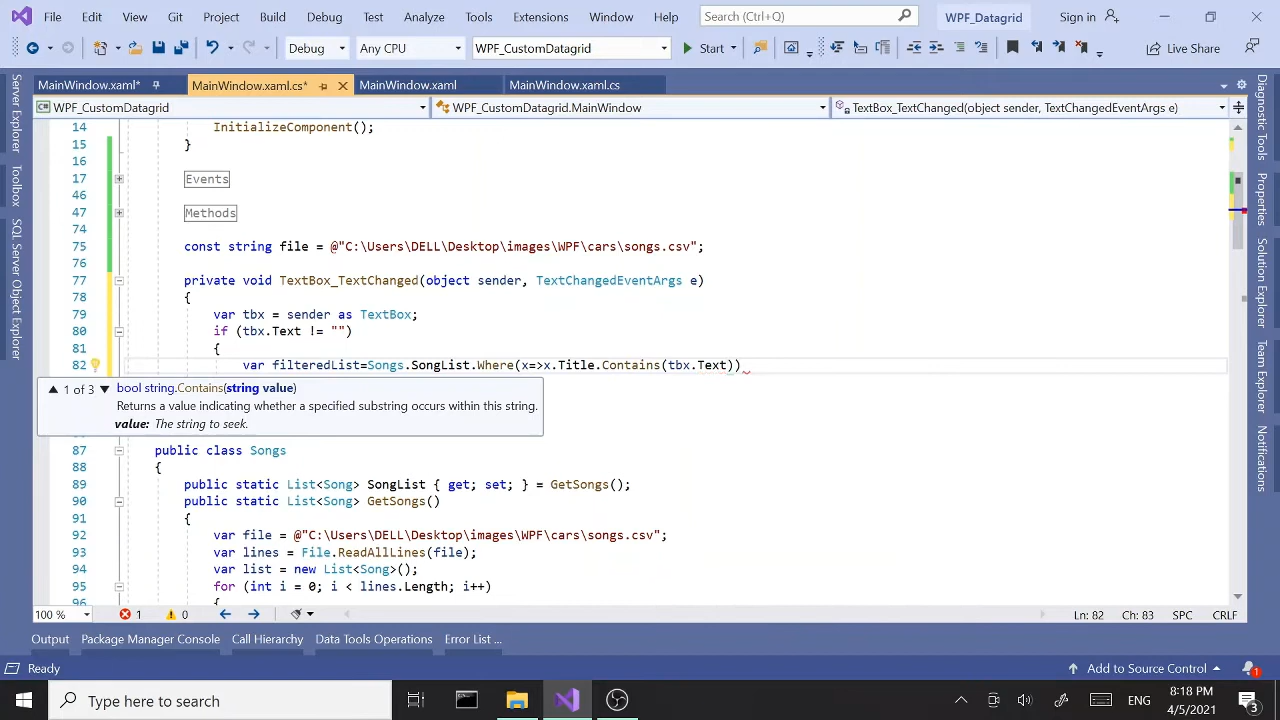 File Edit View Git Project Build Debug Test Analyze Tools Extensions Window Help Search (Ctrl+Q) WPF_Datagrid Sign in
Debug Any CPU WPF_CustomDatagrid Start Live Share
MainWindow.xaml* MainWindow.xaml.cs* MainWindow.xaml MainWindow.xaml.cs
WPF_CustomDatagrid WPF_CustomDatagrid.MainWindow TextBox_TextChanged(object sender, TextChangedEventArgs e)
Server Explorer
Toolbox
SQL Server Object Explorer
14 InitializeComponent();
15 }
16
17 Events
46
47 Methods
74
75 const string file = @"C:\Users\DELL\Desktop\images\WPF\cars\songs.csv";
76
77 private void TextBox_TextChanged(object sender, TextChangedEventArgs e)
78 {
79 var tbx = sender as TextBox;
80 if (tbx.Text != "")
81 {
82 var filteredList=Songs.SongList.Where(x=>x.Title.Contains(tbx.Text))
1 of 3 bool string.Contains(string value)
Returns a value indicating whether a specified substring occurs within this string.
value: The string to seek.
87 public class Songs
88 {
89 public static List<Song> SongList { get; set; } = GetSongs();
90 public static List<Song> GetSongs()
91 {
92 var file = @"C:\Users\DELL\Desktop\images\WPF\cars\songs.csv";
93 var lines = File.ReadAllLines(file);
94 var list = new List<Song>();
95 for (int i = 0; i < lines.Length; i++)
96 {
Diagnostic Tools
Properties
Solution Explorer
Team Explorer
Notifications
100 % 1 0 Ln: 82 Ch: 83 SPC CRLF
Output Package Manager Console Call Hierarchy Data Tools Operations Error List ...
Ready Add to Source Control 1
Type here to search ENG :18 PM
4/5/2021 3